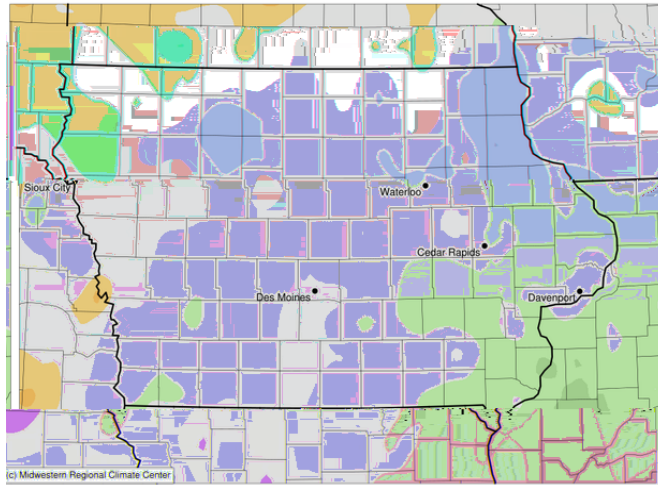 Sioux City
Waterloo
Cedar Rapids
Des Moines
Davenport
(c) Midwestern Regional Climate Center